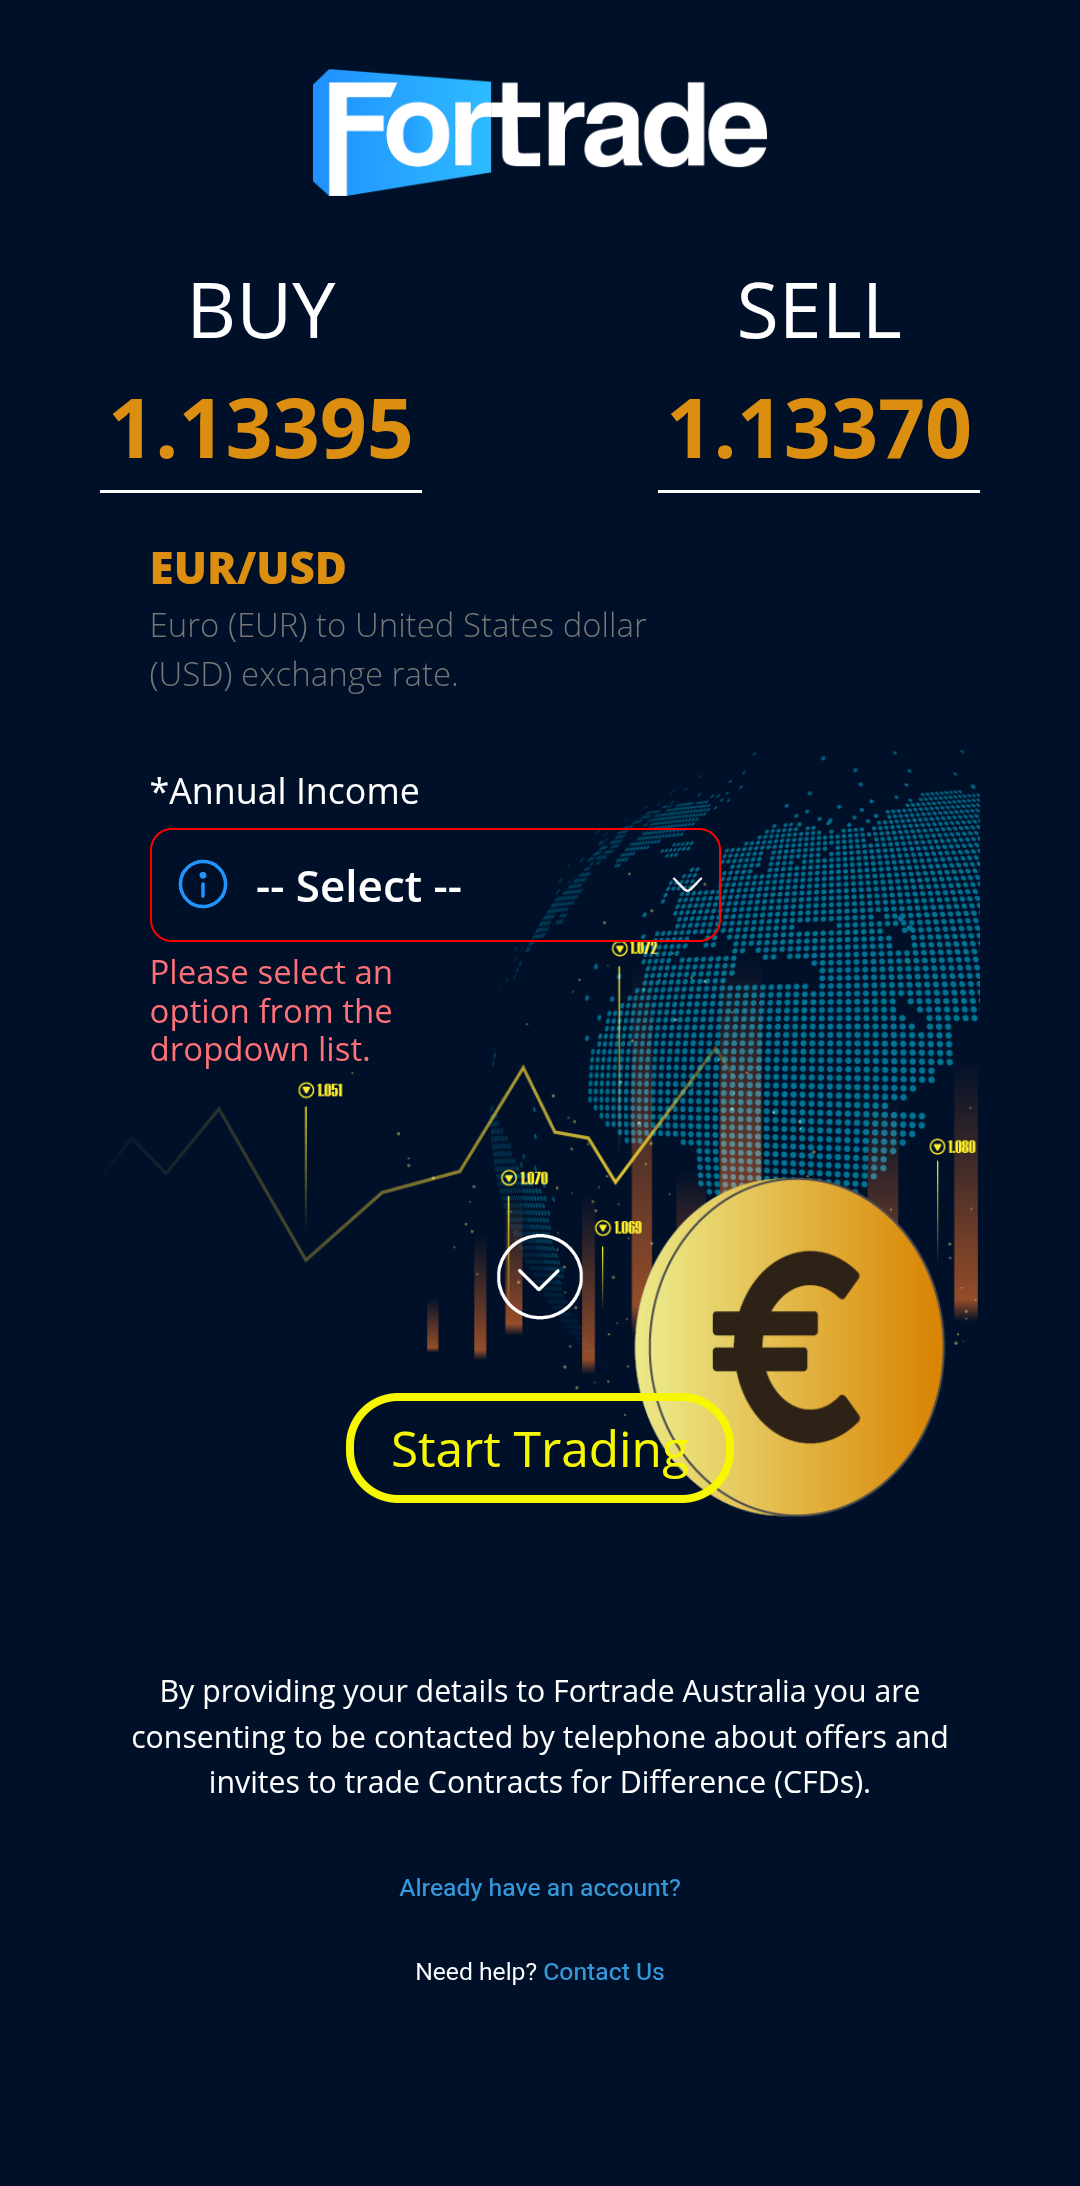 Fortrade
BUY
SELL
1.13395
1.13370
EUR/USD
Euro (EUR) to United States dollar
(USD) exchange rate.
*Annual Income
-- Select --
1.072
Please select an
option from the
dropdown list.
1.051
1.080
1.070
1.069
€
Start Trading
By providing your details to Fortrade Australia you are
consenting to be contacted by telephone about offers and
invites to trade Contracts for Difference (CFDs).
Already have an account?
Need help? Contact Us